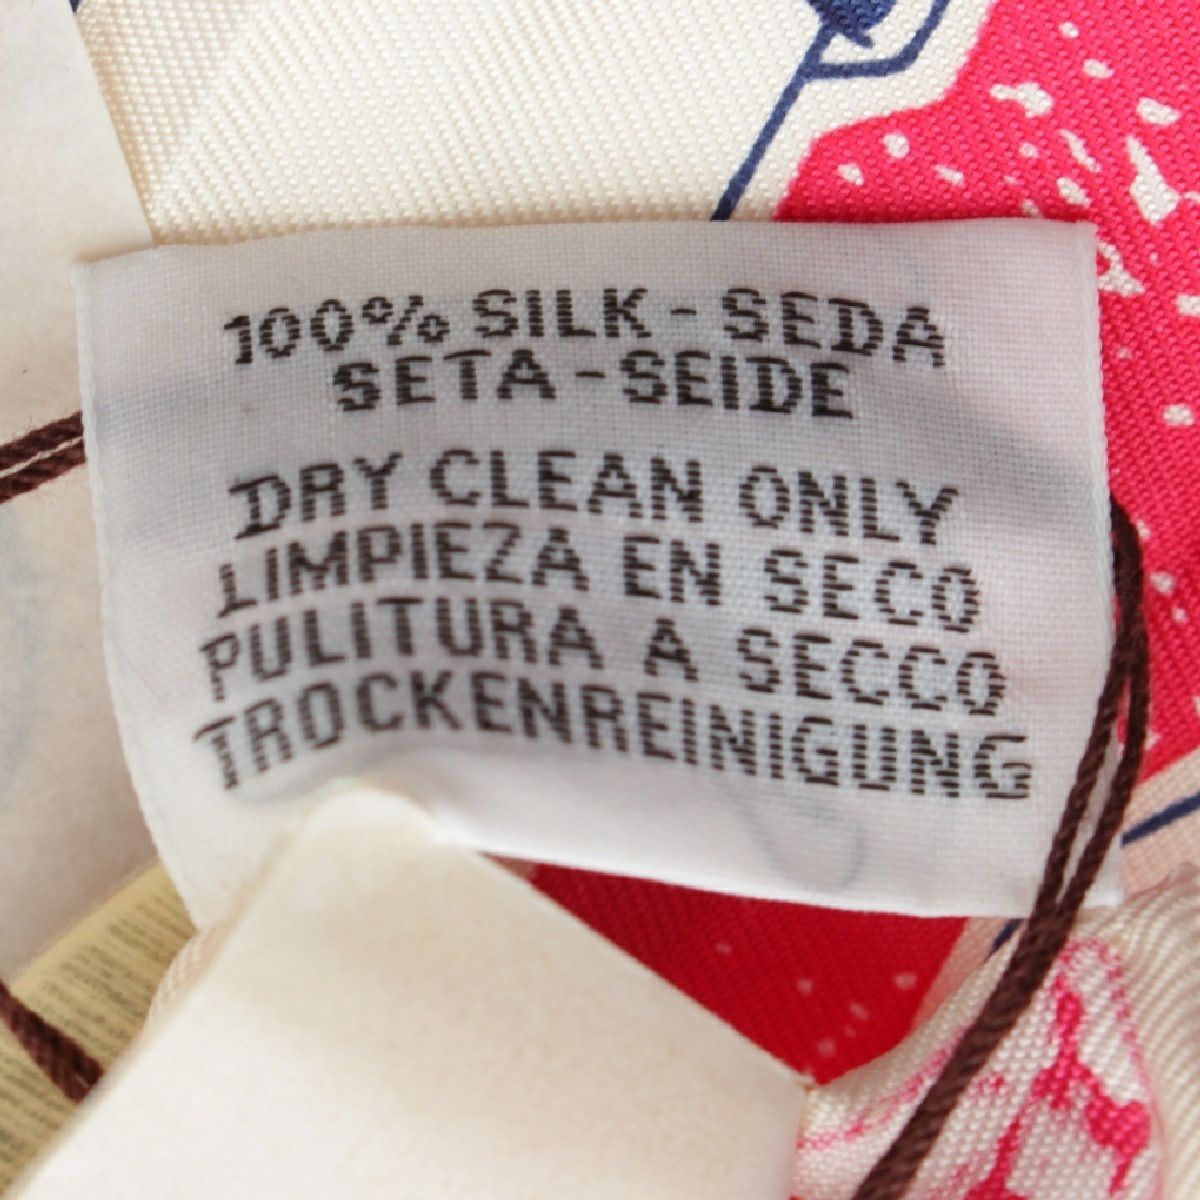 100% SILK - SEDA
SETA - SEIDE
DRY CLEAN ONLY
LIMPIEZA EN SECO
PULITURA A SECCO
TROCKENREINIGUNG